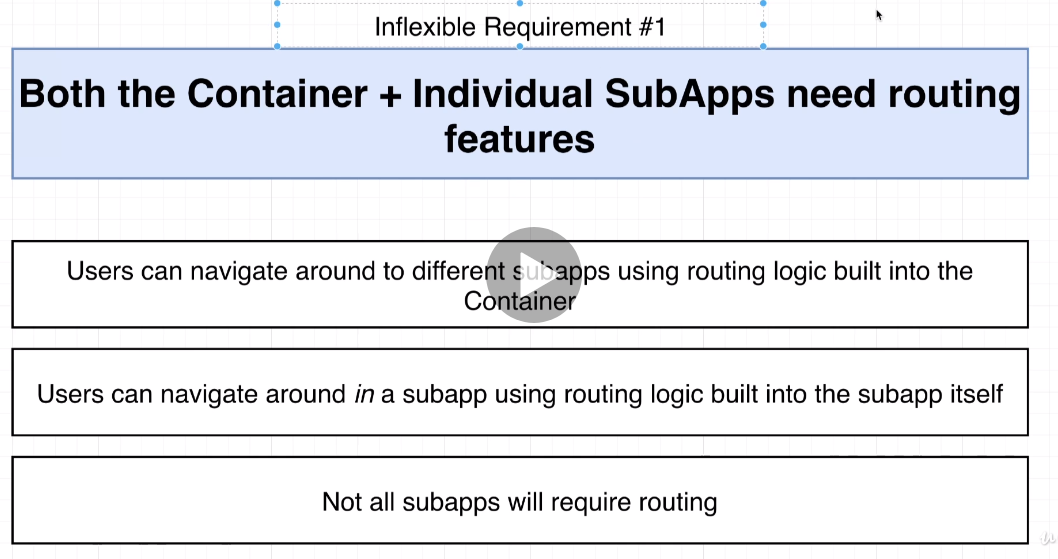 Inflexible Requirement #1
Both the Container + Individual SubApps need routing
features
Users can navigate around to different subapps using routing logic built into the
Container
Users can navigate around in a subapp using routing logic built into the subapp itself
Not all subapps will require routing